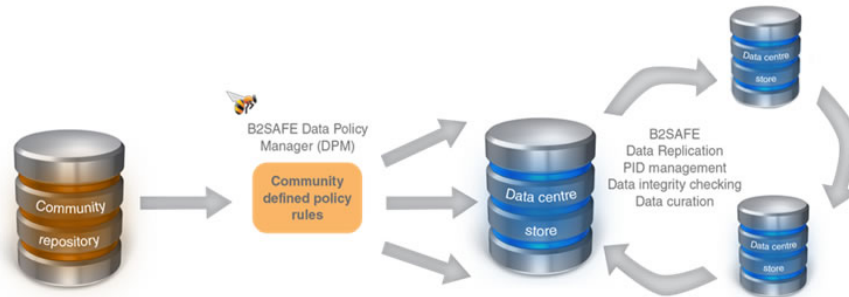 Community
repository
B2SAFE Data Policy
Manager (DPM)
Community
defined policy
rules
Data centre
store
B2SAFE
Data Replication
PID management
Data integrity checking
Data curation
Data centre
store
Data centre
store